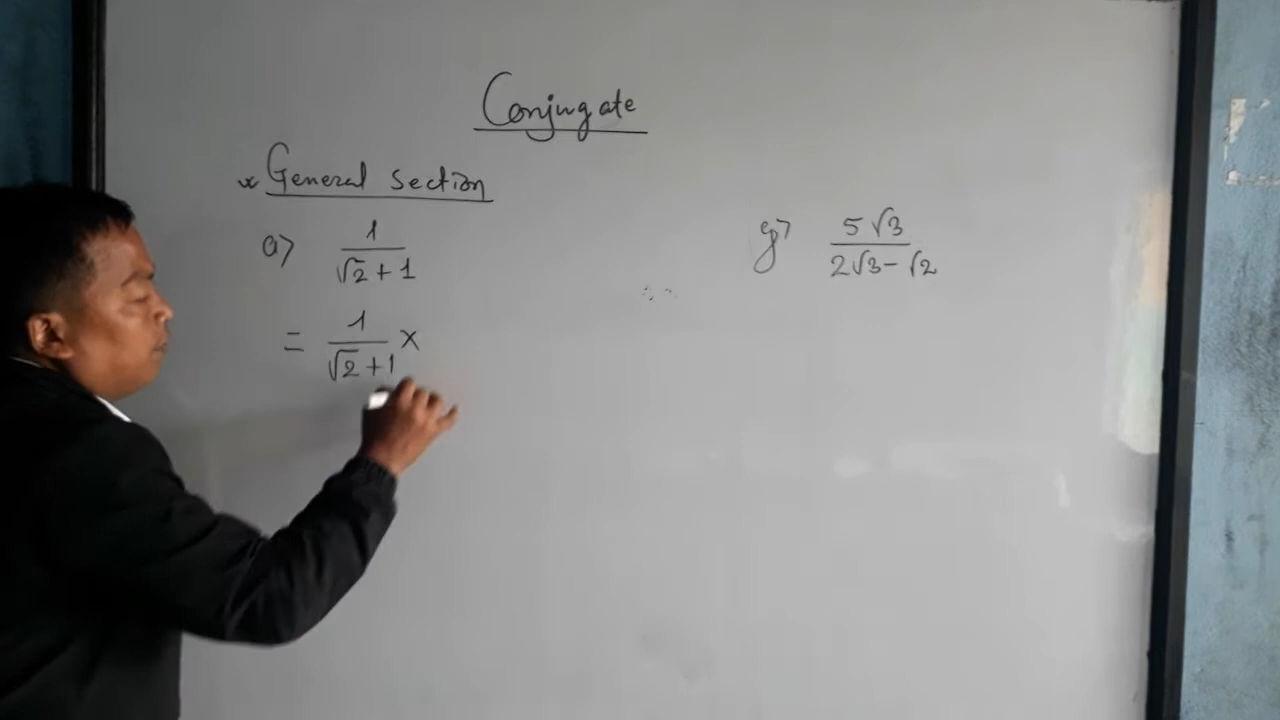 Conjugate
* General section
a> 1/(√2 + 1)
= 1/(√2 + 1) ×
g> 5√3/(2√3 - √2)